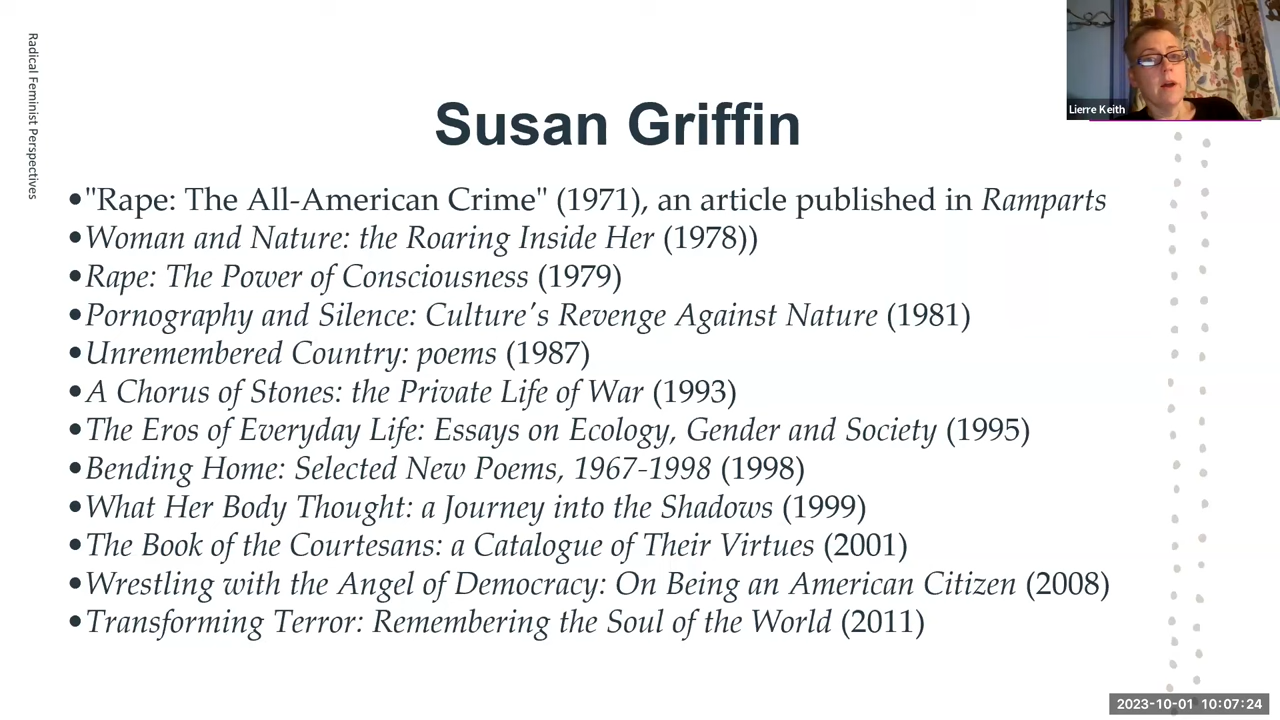 Radical Feminist Perspectives
Lierre Keith
Susan Griffin
•"Rape: The All-American Crime" (1971), an article published in Ramparts
•Woman and Nature: the Roaring Inside Her (1978))
•Rape: The Power of Consciousness (1979)
•Pornography and Silence: Culture's Revenge Against Nature (1981)
•Unremembered Country: poems (1987)
•A Chorus of Stones: the Private Life of War (1993)
•The Eros of Everyday Life: Essays on Ecology, Gender and Society (1995)
•Bending Home: Selected New Poems, 1967-1998 (1998)
•What Her Body Thought: a Journey into the Shadows (1999)
•The Book of the Courtesans: a Catalogue of Their Virtues (2001)
•Wrestling with the Angel of Democracy: On Being an American Citizen (2008)
•Transforming Terror: Remembering the Soul of the World (2011)
2023-10-01 10:07:24